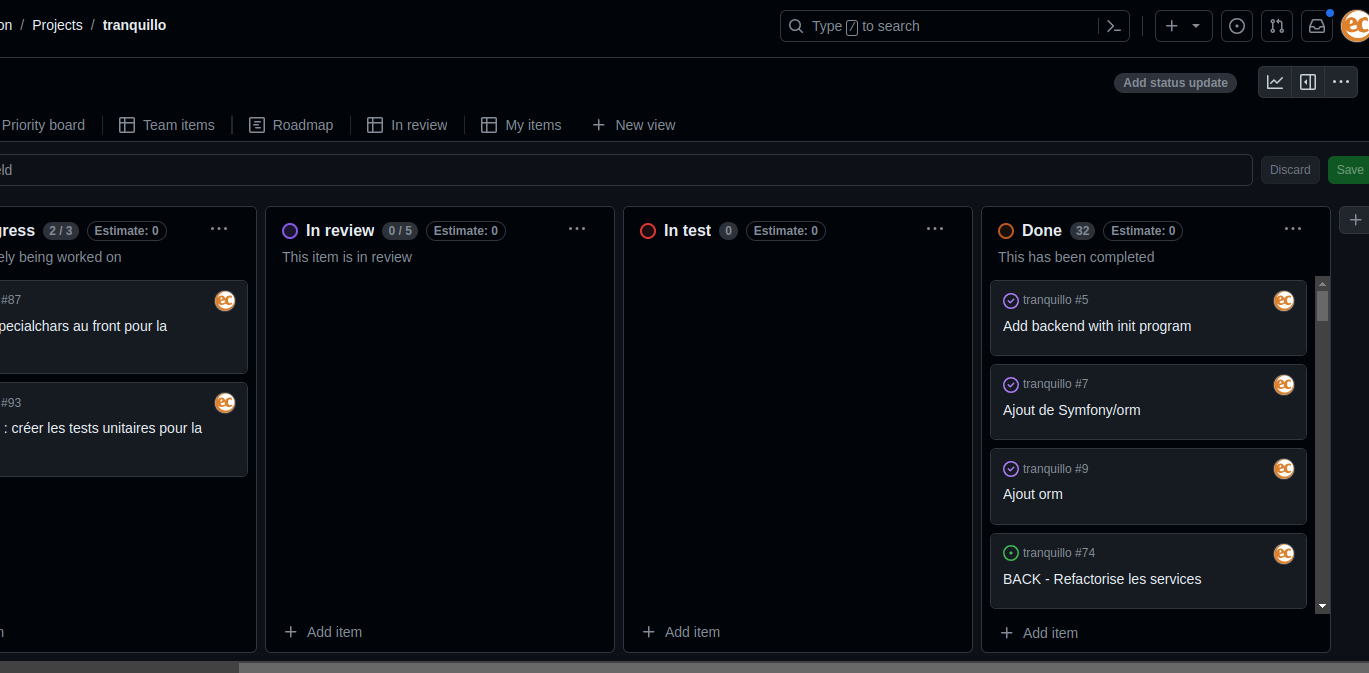 on / Projects / tranquillo
Type / to search
Add status update
Priority board Team items Roadmap In review My items New view
eld
Discard Save
gress 2 / 3 Estimate: 0
ely being worked on
#87
pecialchars au front pour la
#93
: créer les tests unitaires pour la
m
In review 0 / 5 Estimate: 0
This item is in review
Add item
In test 0 Estimate: 0
Add item
Done 32 Estimate: 0
This has been completed
tranquillo #5
Add backend with init program
tranquillo #7
Ajout de Symfony/orm
tranquillo #9
Ajout orm
tranquillo #74
BACK - Refactorise les services
Add item